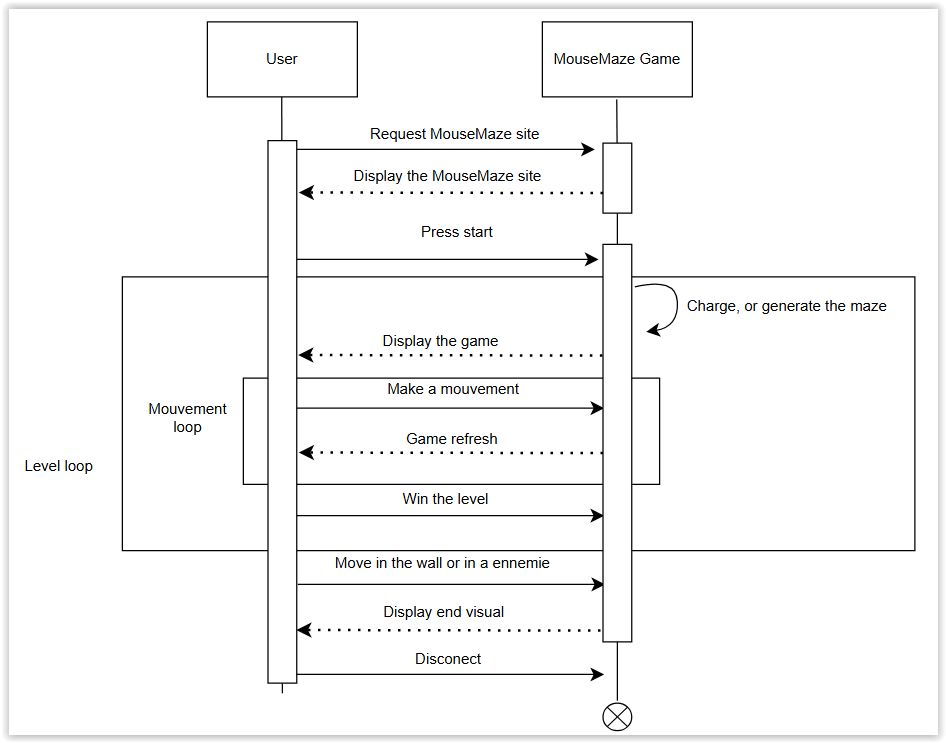 User
MouseMaze Game
Request MouseMaze site
Display the MouseMaze site
Press start
Charge, or generate the maze
Display the game
Make a mouvement
Mouvement
loop
Game refresh
Level loop
Win the level
Move in the wall or in a ennemie
Display end visual
Disconect